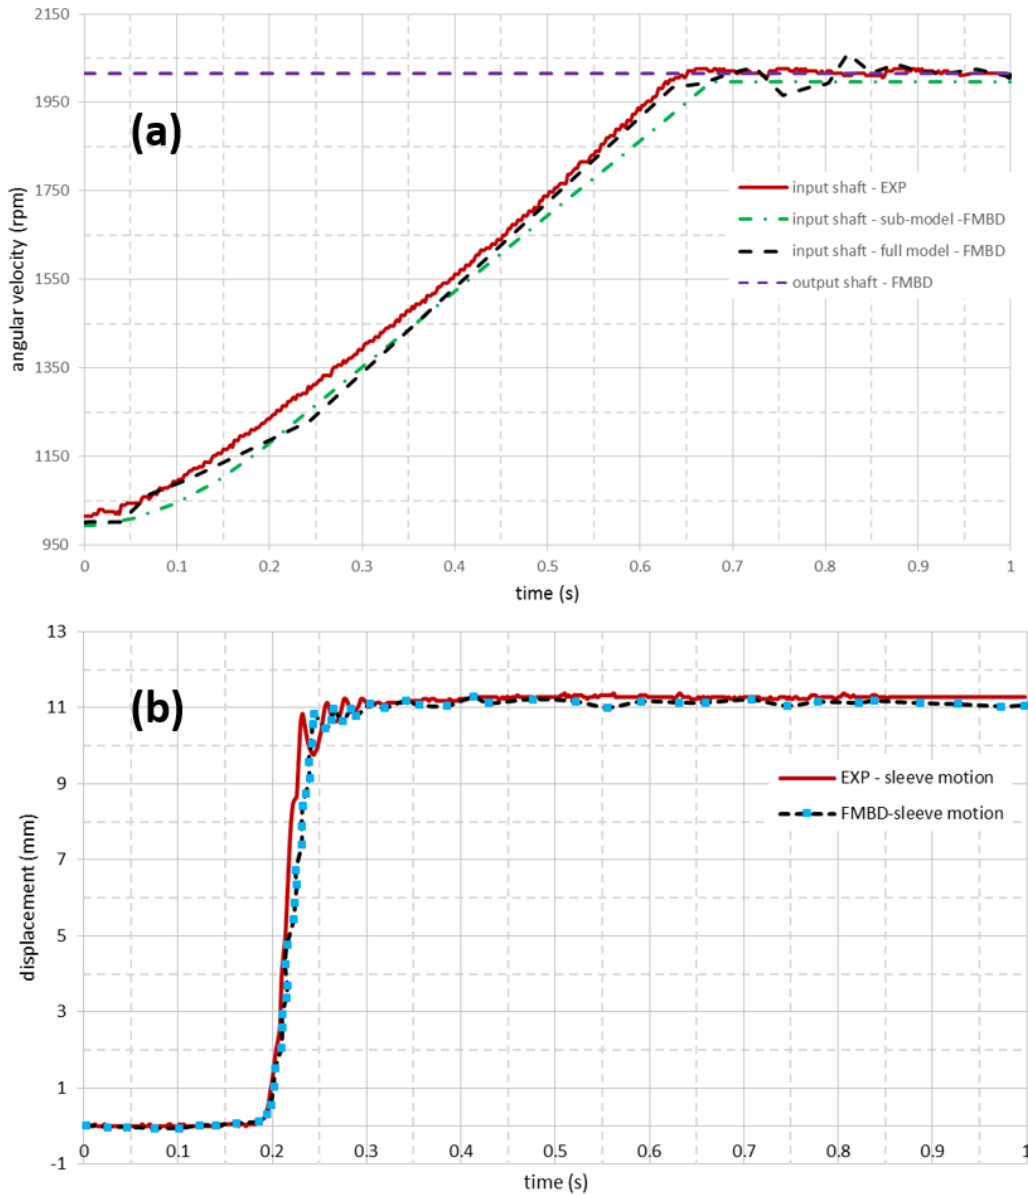 2150
1950
1750
1550
1350
1150
950
angular velocity (rpm)
(a)
input shaft - EXP
input shaft - sub-model -FMBD
input shaft - full model - FMBD
output shaft - FMBD
0 0.1 0.2 0.3 0.4 0.5 0.6 0.7 0.8 0.9 1
time (s)
13
11
9
7
5
3
1
-1
displacement (mm)
(b)
EXP - sleeve motion
FMBD-sleeve motion
0 0.1 0.2 0.3 0.4 0.5 0.6 0.7 0.8 0.9 1
time (s)